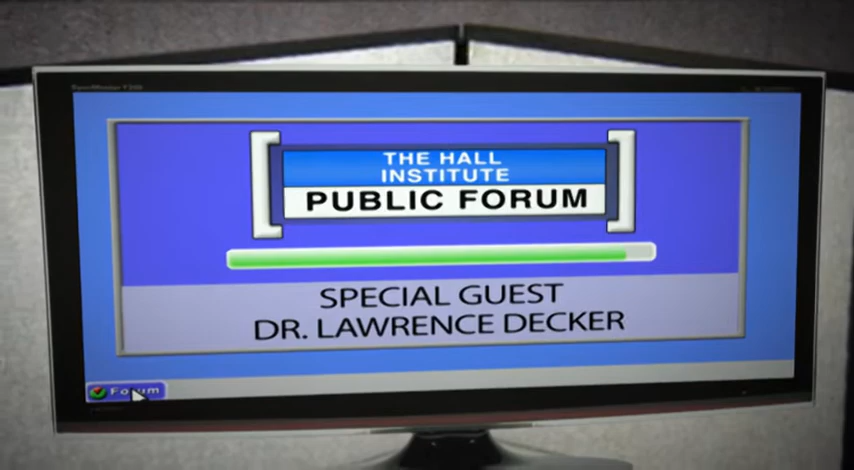 THE HALL
INSTITUTE
PUBLIC FORUM
SPECIAL GUEST
DR. LAWRENCE DECKER
Forum